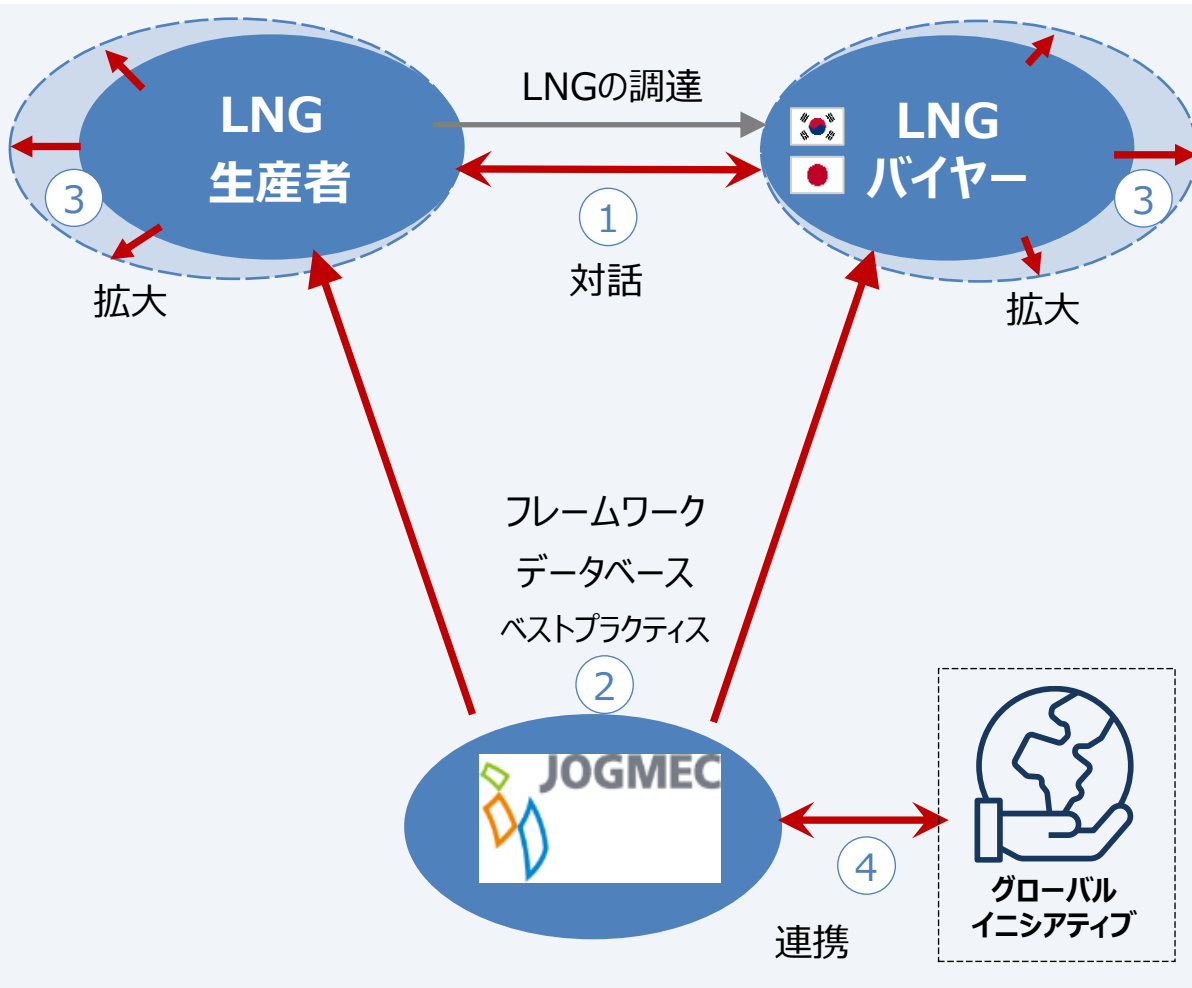 LNGの調達
LNG
生産者
LNG
バイヤー
③
①
③
対話
拡大
拡大
フレームワーク
データベース
ベストプラクティス
②
JOGMEC
④
連携
グローバル
イニシアティブ